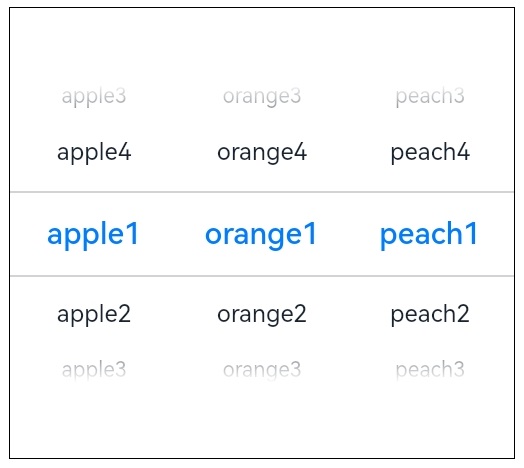 apple3 orange3 peach3
apple4 orange4 peach4
apple1 orange1 peach1
apple2 orange2 peach2
apple3 orange3 peach3